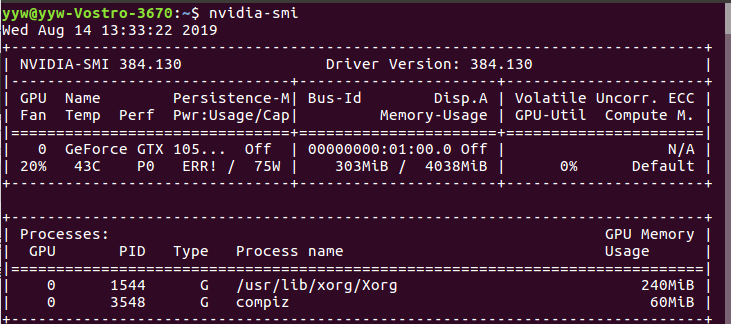 yyw@yyw-Vostro-3670:~$ nvidia-smi
Wed Aug 14 13:33:22 2019
+-----------------------------------------------------------------------------+
| NVIDIA-SMI 384.130                Driver Version: 384.130                   |
|-------------------------------+----------------------+----------------------+
| GPU  Name        Persistence-M| Bus-Id        Disp.A | Volatile Uncorr. ECC |
| Fan  Temp  Perf  Pwr:Usage/Cap|         Memory-Usage | GPU-Util  Compute M. |
|===============================+======================+======================|
|   0  GeForce GTX 105...  Off  | 00000000:01:00.0 Off |                  N/A |
| 20%   43C    P0   ERR! /  75W |    303MiB /  4038MiB |      0%      Default |
+-------------------------------+----------------------+----------------------+

+-----------------------------------------------------------------------------+
| Processes:                                                       GPU Memory |
|  GPU       PID   Type   Process name                             Usage      |
|=============================================================================|
|    0      1544      G   /usr/lib/xorg/Xorg                           240MiB |
|    0      3548      G   compiz                                        60MiB |
+-----------------------------------------------------------------------------+